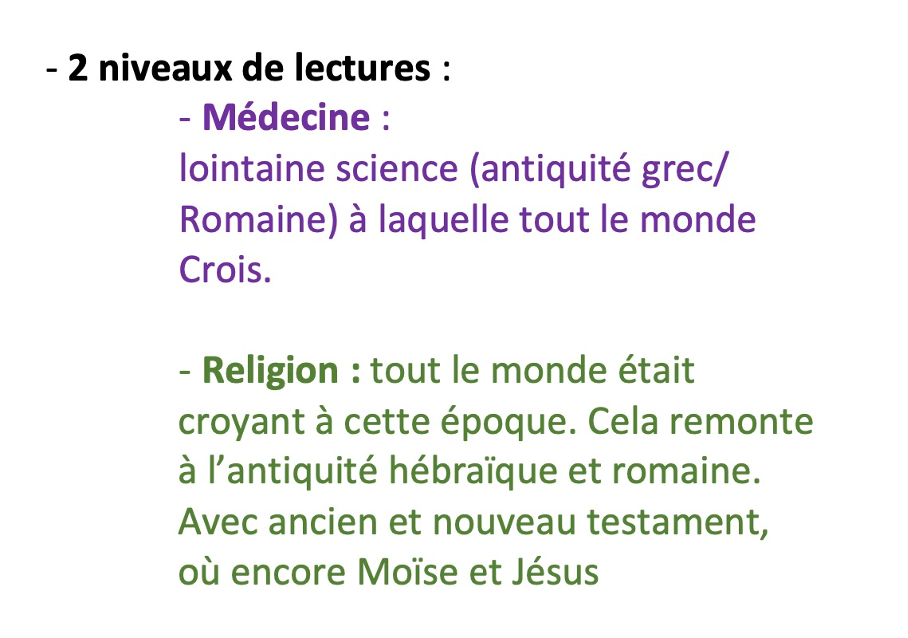 - 2 niveaux de lectures :
- Médecine :
lointaine science (antiquité grec/
Romaine) à laquelle tout le monde
Crois.
- Religion : tout le monde était
croyant à cette époque. Cela remonte
à l’antiquité hébraïque et romaine.
Avec ancien et nouveau testament,
où encore Moïse et Jésus